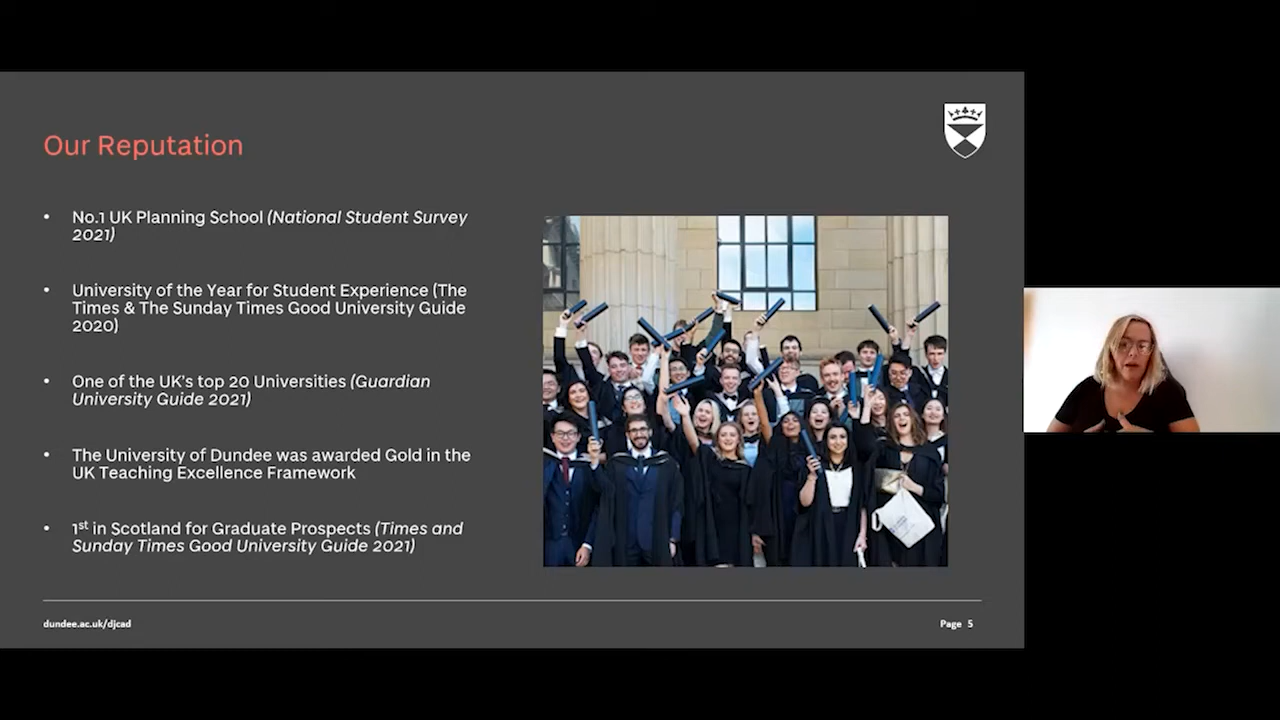 Our Reputation
• No.1 UK Planning School (National Student Survey
2021)
• University of the Year for Student Experience (The
Times & The Sunday Times Good University Guide
2020)
• One of the UK's top 20 Universities (Guardian
University Guide 2021)
• The University of Dundee was awarded Gold in the
UK Teaching Excellence Framework
• 1st in Scotland for Graduate Prospects (Times and
Sunday Times Good University Guide 2021)
dundee.ac.uk/djcad
Page 5